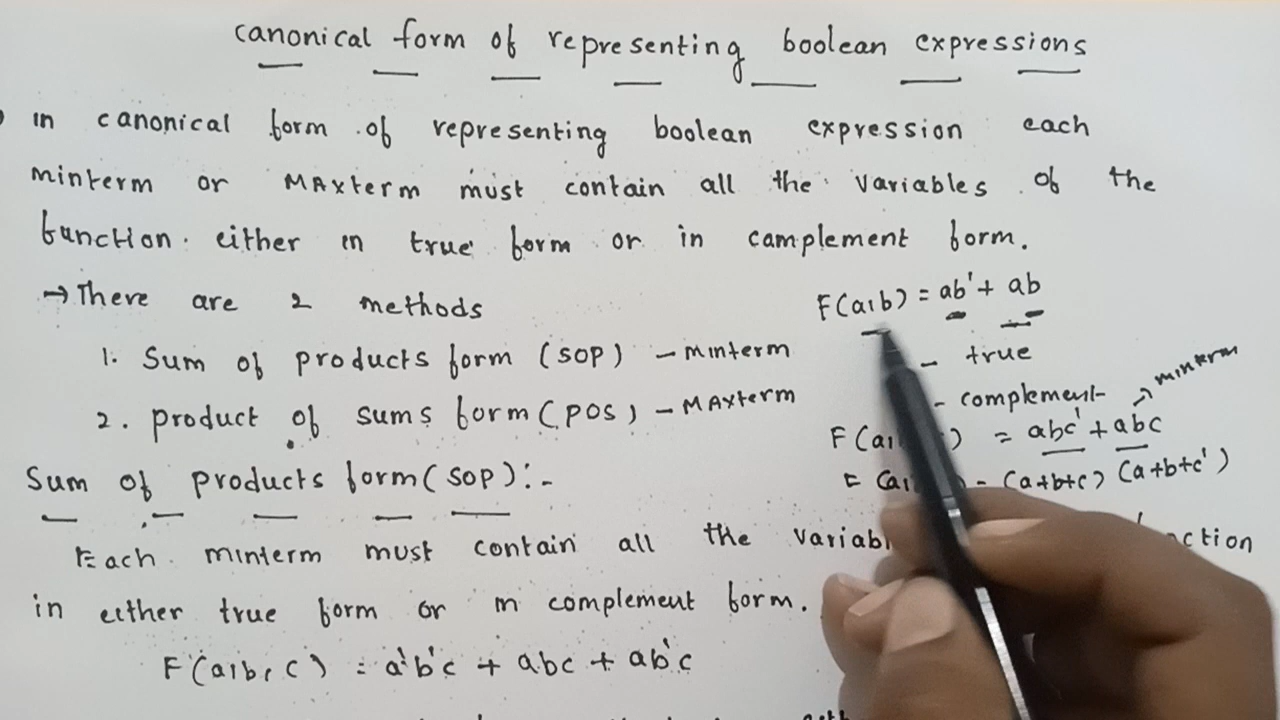 canonical form of representing boolean expressions
in canonical form of representing boolean expression each
minterm or MAxterm must contain all the variables of the
function. either in true form or in camplement form.
→ There are 2 methods
F(a,b) = ab' + ab
1. Sum of products form (SOP) - minterm
- true
- complement
minterm
2. product of sums form (POS) - MAxterm
= abc' + abc
(a+b+c) (a+b+c')
Sum of products form (SOP):-
Each minterm must contain all the
in either true form or in complement form.
F(a,b,c) = a'b'c + abc + ab'c